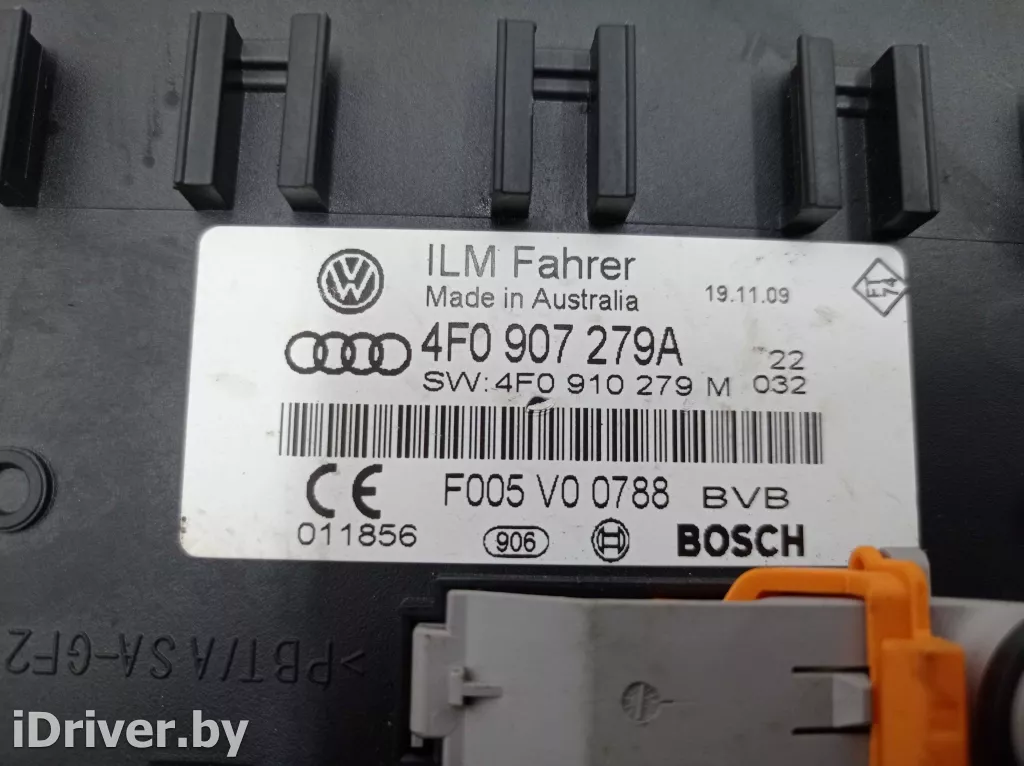 ILM Fahrer
Made in Australia
19.11.09
4F0 907 279A
22
SW: 4F0 910 279 M 032
CE
F005 V0 0788 BVB
011856
906
BOSCH
>PBT/ASA-GF2
iDriver.by